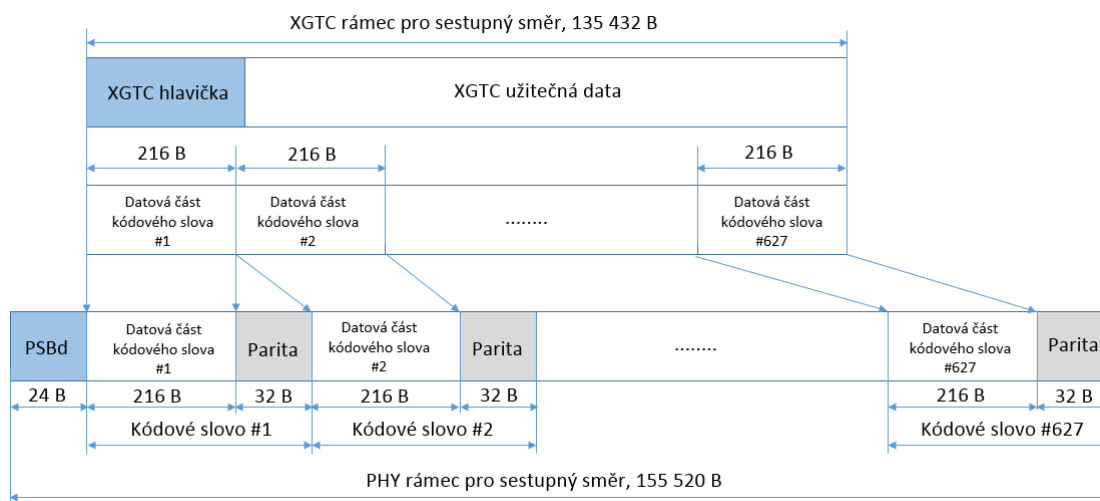 XGTC rámec pro sestupný směr, 135 432 B
XGTC hlavička
XGTC užitečná data
216 B
216 B
216 B
Datová část
kódového slova
#1
Datová část
kódového slova
#2
........
Datová část
kódového slova
#627
PSBd
Datová část
kódového slova
#1
Parita
Datová část
kódového slova
#2
Parita
........
Datová část
kódového slova
#627
Parita
24 B
216 B
32 B
216 B
32 B
216 B
32 B
Kódové slovo #1
Kódové slovo #2
Kódové slovo #627
PHY rámec pro sestupný směr, 155 520 B